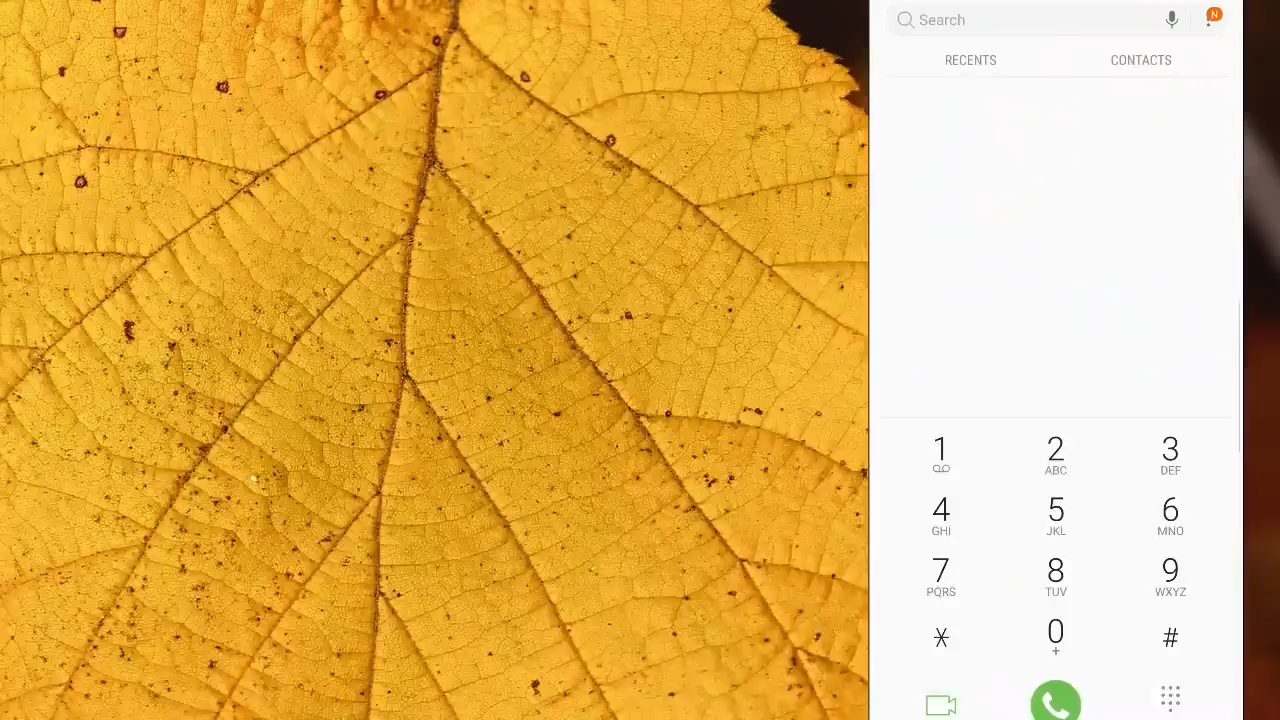 Search
N
RECENTS
CONTACTS
1 2 3
ABC DEF
4 5 6
GHI JKL MNO
7 8 9
PQRS TUV WXYZ
* 0 #
+